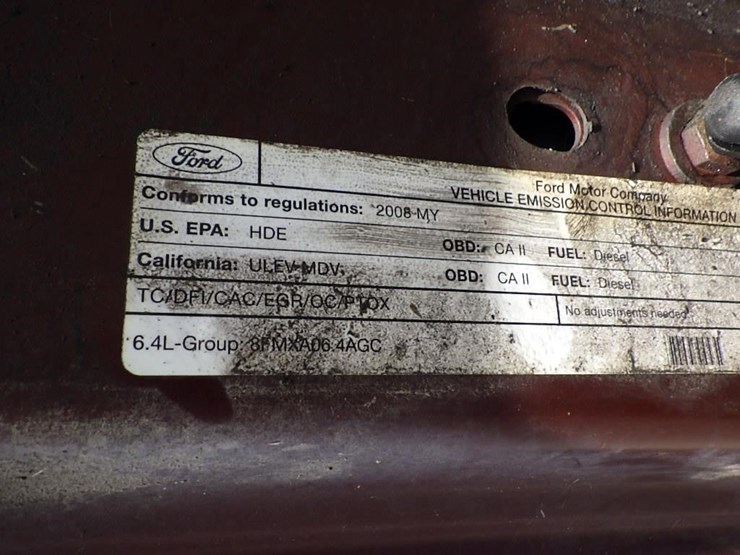 Ford
Ford Motor Company
VEHICLE EMISSION CONTROL INFORMATION
Conforms to regulations: 2008-MY
U.S. EPA: HDE OBD: CA II FUEL: Diesel
California: ULEV-MDV; OBD: CA II FUEL: Diesel
TC/DFI/CAC/EGR/OC/PTOX No adjustments needed
6.4L-Group: 8FMXA06.4AGC